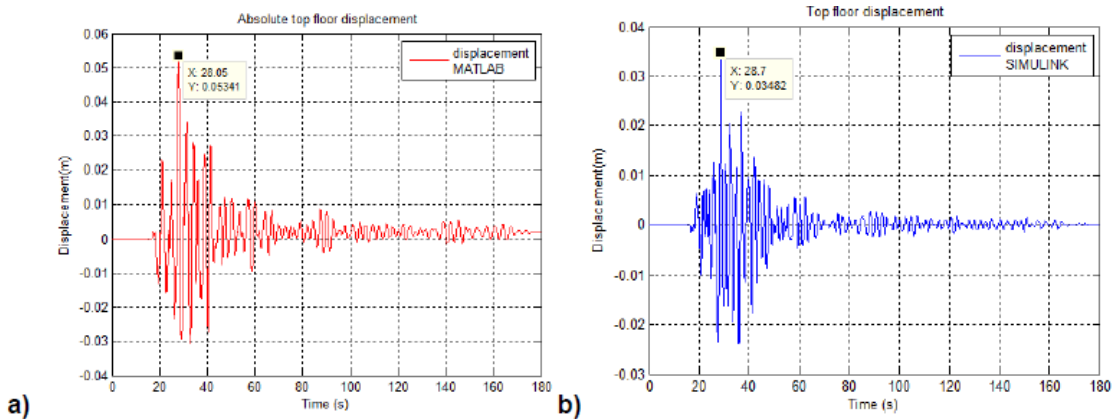 Absolute top floor displacement
0.06
0.05
0.04
0.03
0.02
0.01
0
-0.01
-0.02
-0.03
-0.04
Displacement(m)
displacement
MATLAB
X: 28.05
Y: 0.05341
0 20 40 60 80 100 120 140 160 180
Time (s)
a)
Top floor displacement
0.04
0.03
0.02
0.01
0
-0.01
-0.02
-0.03
Displacement(m)
displacement
SIMULINK
X: 28.7
Y: 0.03482
0 20 40 60 80 100 120 140 160 180
Time (s)
b)